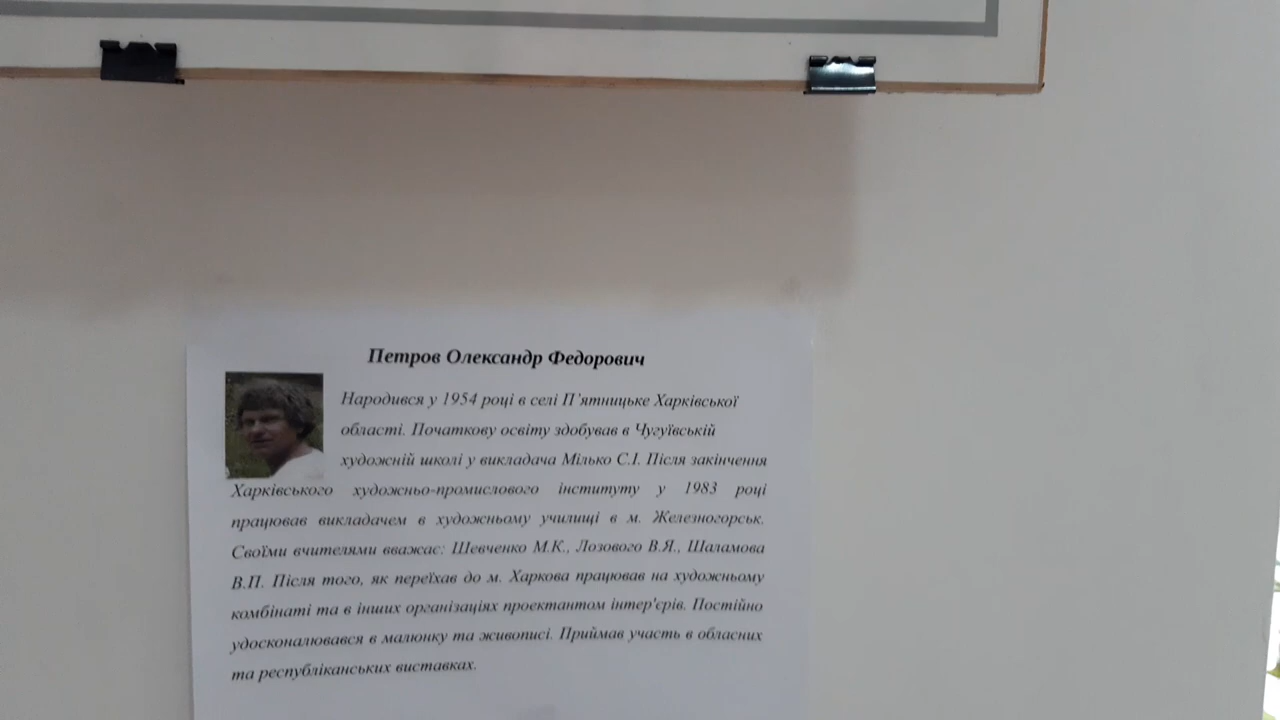 Петров Олександр Федорович
Народився у 1954 році в селі П'ятницьке Харківської
області. Початкову освіту здобував в Чугуївській
художній школі у викладача Мілько С.І. Після закінчення
Харківського художньо-промислового інституту у 1983 році
працював викладачем в художньому училищі в м. Железногорськ.
Своїми вчителями вважає: Шевченко М.К., Лозового В.Я., Шаламова
В.П. Після того, як переїхав до м. Харкова працював на художньому
комбінаті та в інших організаціях проектантом інтер'єрів. Постійно
удосконалювався в малюнку та живописі. Приймав участь в обласних
та республіканських виставках.